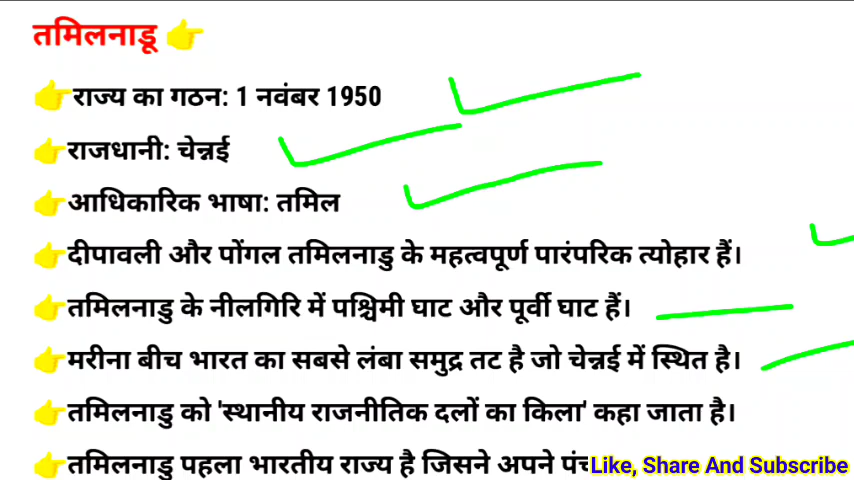 तमिलनाडू 👉
👉राज्य का गठन: 1 नवंबर 1950
👉राजधानी: चेन्नई
👉आधिकारिक भाषा: तमिल
👉दीपावली और पोंगल तमिलनाडु के महत्वपूर्ण पारंपरिक त्योहार हैं।
👉तमिलनाडु के नीलगिरि में पश्चिमी घाट और पूर्वी घाट हैं।
👉मरीना बीच भारत का सबसे लंबा समुद्र तट है जो चेन्नई में स्थित है।
👉तमिलनाडु को 'स्थानीय राजनीतिक दलों का किला' कहा जाता है।
👉तमिलनाडु पहला भारतीय राज्य है जिसने अपने
Like, Share And Subscribe